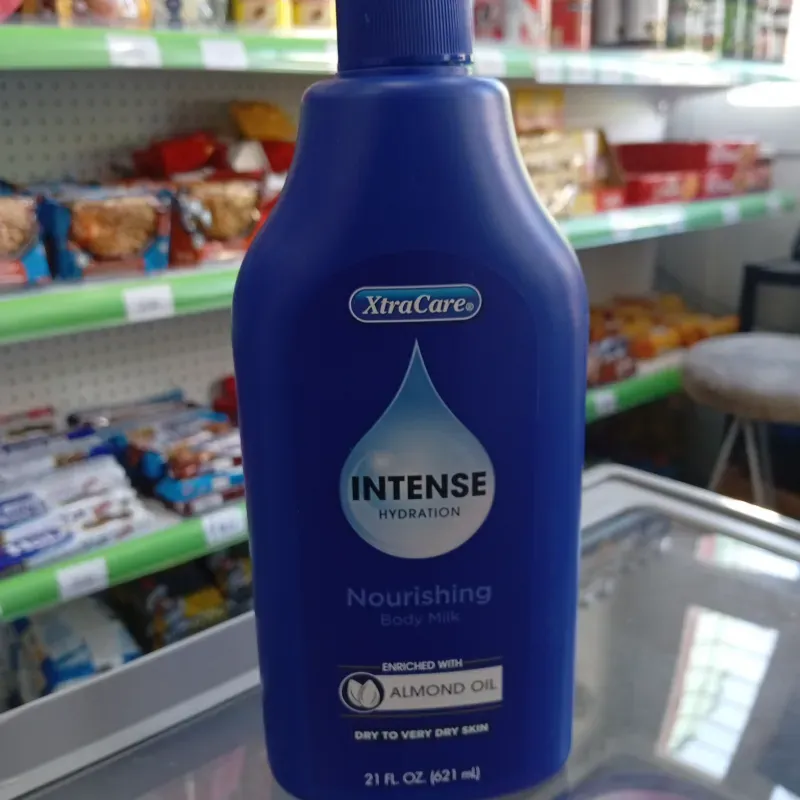 XtraCare®
INTENSE
HYDRATION
Nourishing
Body Milk
ENRICHED WITH
ALMOND OIL
DRY TO VERY DRY SKIN
21 FL. OZ. (621 mL)